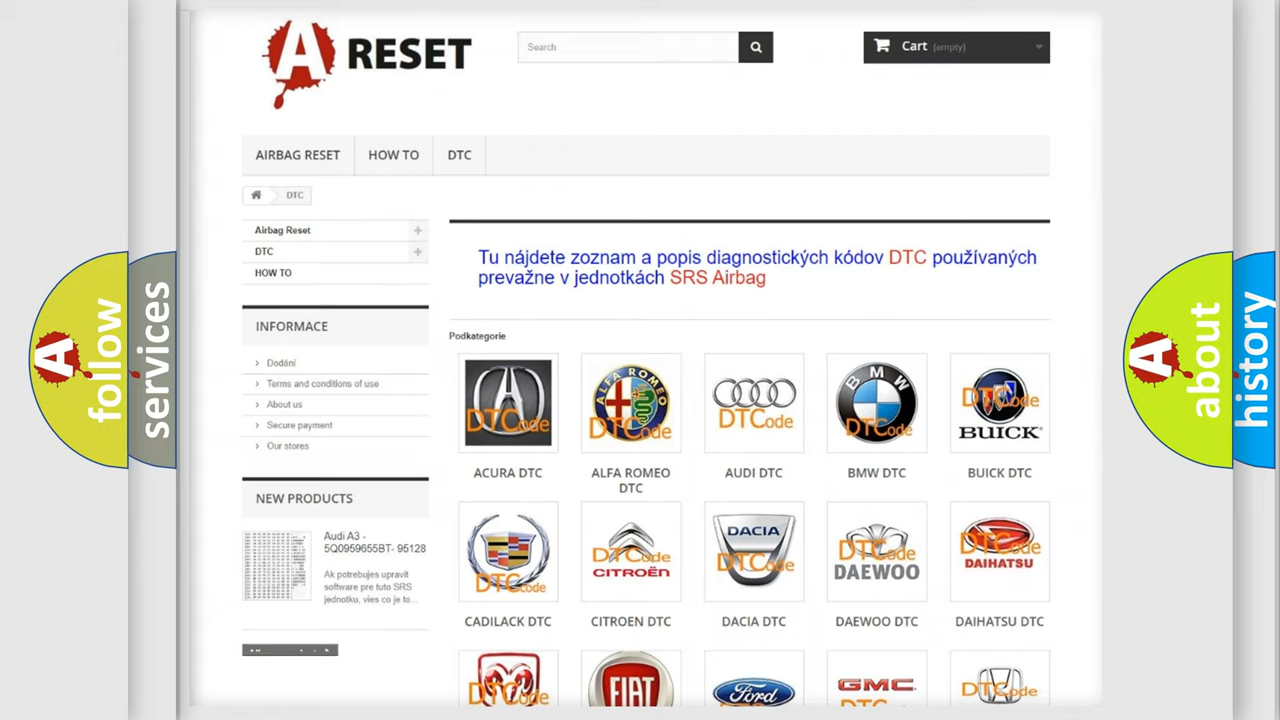 A RESET
Search
Cart (empty)
AIRBAG RESET
HOW TO
DTC
DTC
Airbag Reset
DTC
HOW TO
Tu nájdete zoznam a popis diagnostických kódov DTC používaných
prevažne v jednotkách SRS Airbag
INFORMACE
Dodání
Terms and conditions of use
About us
Secure payment
Our stores
NEW PRODUCTS
Audi A3 -
5Q0959655BT- 95128
Ak potrebujes upravit
software pre tuto SRS
jednotku, vies co je to...
Podkategorie
DTCode
ALFA ROMEO
DTCode
DTCode
BMW
DTCode
DTCode
BUICK
ACURA DTC
ALFA ROMEO
DTC
AUDI DTC
BMW DTC
BUICK DTC
DTCode
DTCode
CITROËN
DACIA
DTCode
DTCode
DAEWOO
DTCode
DAIHATSU
CADILACK DTC
CITROEN DTC
DACIA DTC
DAEWOO DTC
DAIHATSU DTC
DTCode
FIAT
Ford
GMC
DTCode
A follow
services
A about
history